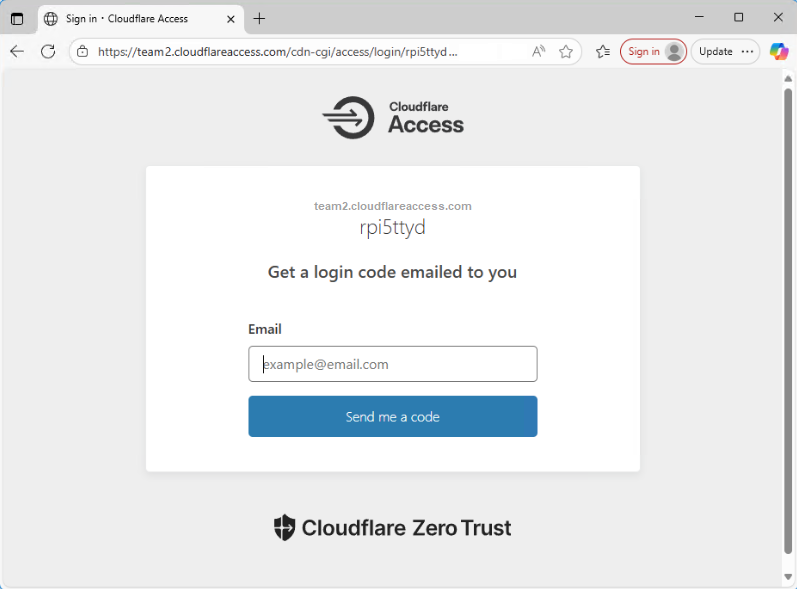 Sign in・Cloudflare Access
https://team2.cloudflareaccess.com/cdn-cgi/access/login/rpi5ttyd...
Sign in
Update
Cloudflare
Access
team2.cloudflareaccess.com
rpi5ttyd
Get a login code emailed to you
Email
example@email.com
Send me a code
Cloudflare Zero Trust